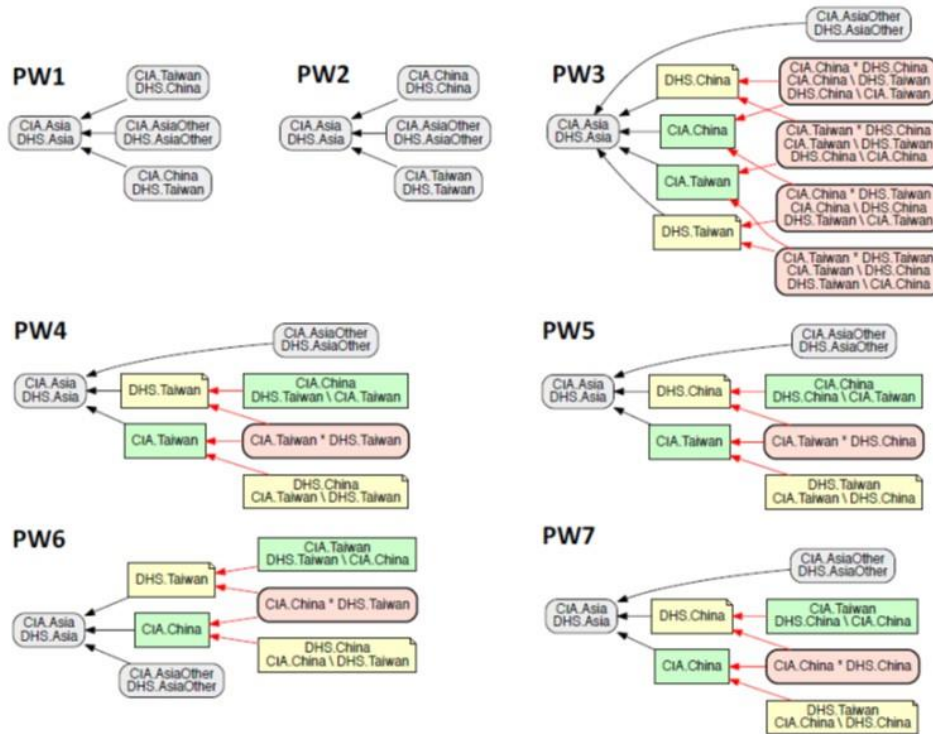 PW1
CIA.Taiwan
DHS.China
CIA.Asia
DHS.Asia
CIA.AsiaOther
DHS.AsiaOther
CIA.China
DHS.Taiwan
PW2
CIA.China
DHS.China
CIA.Asia
DHS.Asia
CIA.AsiaOther
DHS.AsiaOther
CIA.Taiwan
DHS.Taiwan
PW3
CIA.AsiaOther
DHS.AsiaOther
CIA.Asia
DHS.Asia
DHS.China
CIA.China
CIA.Taiwan
DHS.Taiwan
CIA.China * DHS.China
CIA.China \ DHS.Taiwan
DHS.China \ CIA.Taiwan
CIA.Taiwan * DHS.China
CIA.Taiwan \ DHS.Taiwan
DHS.China \ CIA.China
CIA.China * DHS.Taiwan
CIA.China \ DHS.China
DHS.Taiwan \ CIA.Taiwan
CIA.Taiwan * DHS.Taiwan
CIA.Taiwan \ DHS.China
DHS.Taiwan \ CIA.China
PW4
CIA.AsiaOther
DHS.AsiaOther
CIA.Asia
DHS.Asia
DHS.Taiwan
CIA.Taiwan
CIA.China
DHS.Taiwan \ CIA.Taiwan
CIA.Taiwan * DHS.Taiwan
DHS.China
CIA.Taiwan \ DHS.Taiwan
PW5
CIA.AsiaOther
DHS.AsiaOther
CIA.Asia
DHS.Asia
DHS.China
CIA.Taiwan
CIA.China
DHS.China \ CIA.Taiwan
CIA.Taiwan * DHS.China
DHS.Taiwan
CIA.Taiwan \ DHS.China
PW6
CIA.Taiwan
DHS.Taiwan \ CIA.China
DHS.Taiwan
CIA.China * DHS.Taiwan
CIA.Asia
DHS.Asia
CIA.China
DHS.China
CIA.China \ DHS.Taiwan
CIA.AsiaOther
DHS.AsiaOther
PW7
CIA.AsiaOther
DHS.AsiaOther
CIA.Asia
DHS.Asia
DHS.China
CIA.China
CIA.Taiwan
DHS.China \ CIA.China
CIA.China * DHS.China
DHS.Taiwan
CIA.China \ DHS.China